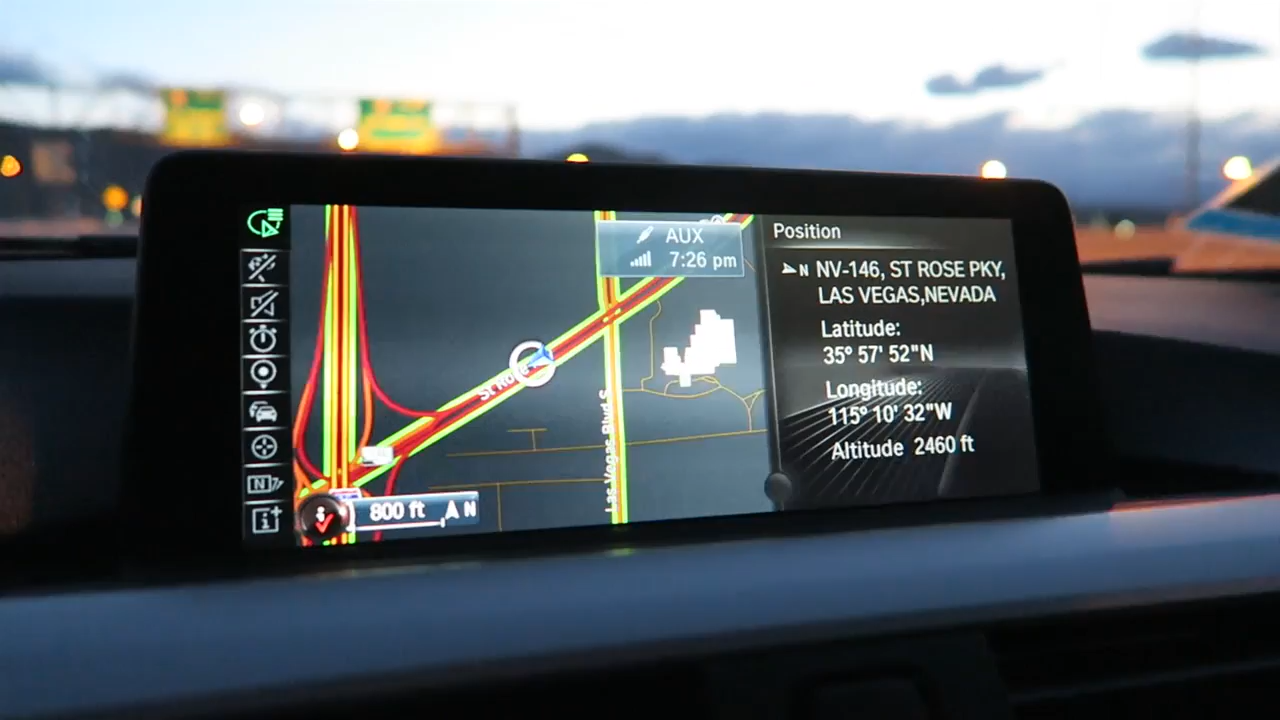 AUX
7:26 pm
St Rose
Las Vegas Blvd S
800 ft
N
Position
N NV-146, ST ROSE PKY,
LAS VEGAS,NEVADA
Latitude:
35° 57' 52"N
Longitude:
115° 10' 32"W
Altitude 2460 ft
N
i+